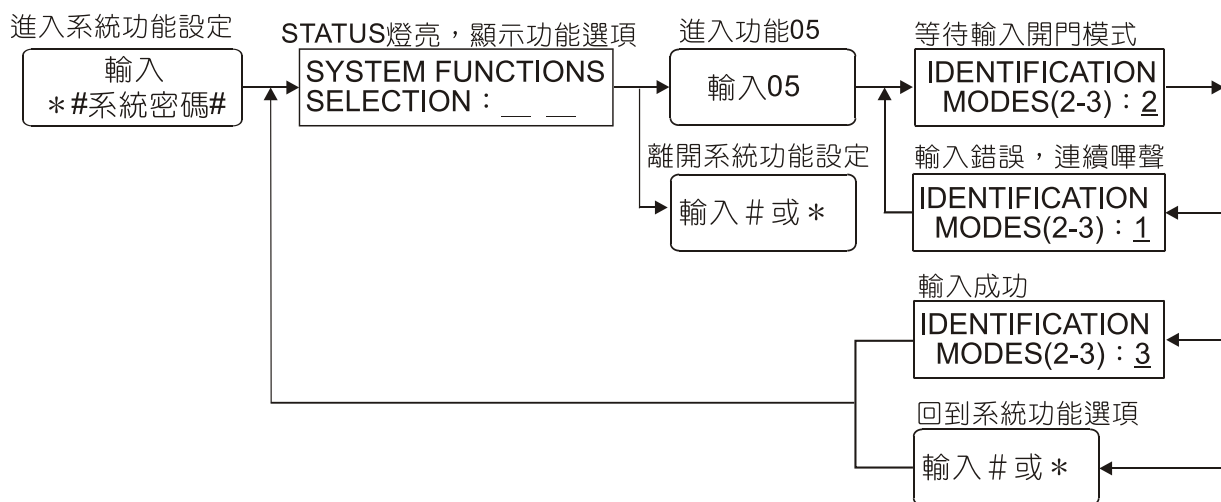 進入系統功能設定
輸入
＊#系統密碼#
STATUS燈亮，顯示功能選項
SYSTEM FUNCTIONS
SELECTION：__ __
進入功能05
輸入05
離開系統功能設定
輸入＃或＊
等待輸入開門模式
IDENTIFICATION
MODES(2-3)：2
輸入錯誤，連續嗶聲
IDENTIFICATION
MODES(2-3)：1
輸入成功
IDENTIFICATION
MODES(2-3)：3
回到系統功能選項
輸入＃或＊